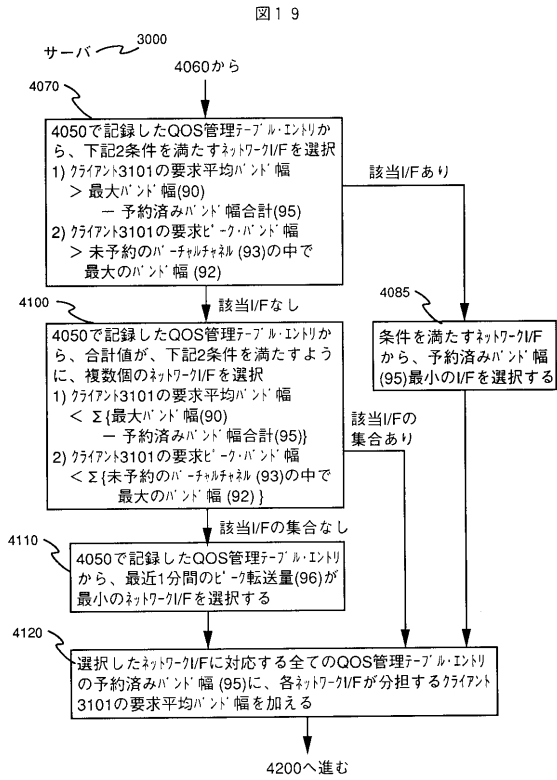 図19
サーバ 3000
4060から
4070
4050で記録したQOS管理ﾃｰﾌﾞﾙ･ｴﾝﾄﾘか
ら、下記2条件を満たすﾈｯﾄﾜｰｸI/Fを選択
1) ｸﾗｲｱﾝﾄ3101の要求平均ﾊﾞﾝﾄﾞ幅
> 最大ﾊﾞﾝﾄﾞ幅(90)
－ 予約済みﾊﾞﾝﾄﾞ幅合計(95)
2) ｸﾗｲｱﾝﾄ3101の要求ﾋﾟｰｸ･ﾊﾞﾝﾄﾞ幅
> 未予約のﾊﾞｰﾁｬﾙﾁｬﾈﾙ(93)の中で
最大のﾊﾞﾝﾄﾞ幅(92)
該当I/Fあり
該当I/Fなし
4100
4050で記録したQOS管理ﾃｰﾌﾞﾙ･ｴﾝﾄﾘか
ら、合計値が、下記2条件を満たすよう
に、複数個のﾈｯﾄﾜｰｸI/Fを選択
1) ｸﾗｲｱﾝﾄ3101の要求平均ﾊﾞﾝﾄﾞ幅
< Σ{最大ﾊﾞﾝﾄﾞ幅(90)
－ 予約済みﾊﾞﾝﾄﾞ幅合計(95)}
2) ｸﾗｲｱﾝﾄ3101の要求ﾋﾟｰｸ･ﾊﾞﾝﾄﾞ幅
< Σ{未予約のﾊﾞｰﾁｬﾙﾁｬﾈﾙ(93)の中で
最大のﾊﾞﾝﾄﾞ幅(92) }
4085
条件を満たすﾈｯﾄﾜｰｸI/F
から、予約済みﾊﾞﾝﾄﾞ幅
(95)最小のI/Fを選択する
該当I/Fの
集合あり
該当I/Fの集合なし
4110
4050で記録したQOS管理ﾃｰﾌﾞﾙ･ｴﾝﾄﾘ
から、最近1分間のﾋﾟｰｸ転送量(96)が
最小のﾈｯﾄﾜｰｸI/Fを選択する
4120
選択したﾈｯﾄﾜｰｸI/Fに対応する全てのQOS管理ﾃｰﾌﾞﾙ･ｴﾝﾄﾘ
の予約済みﾊﾞﾝﾄﾞ幅(95)に、各ﾈｯﾄﾜｰｸI/Fが分担するｸﾗｲｱﾝﾄ
3101の要求平均ﾊﾞﾝﾄﾞ幅を加える
4200へ進む